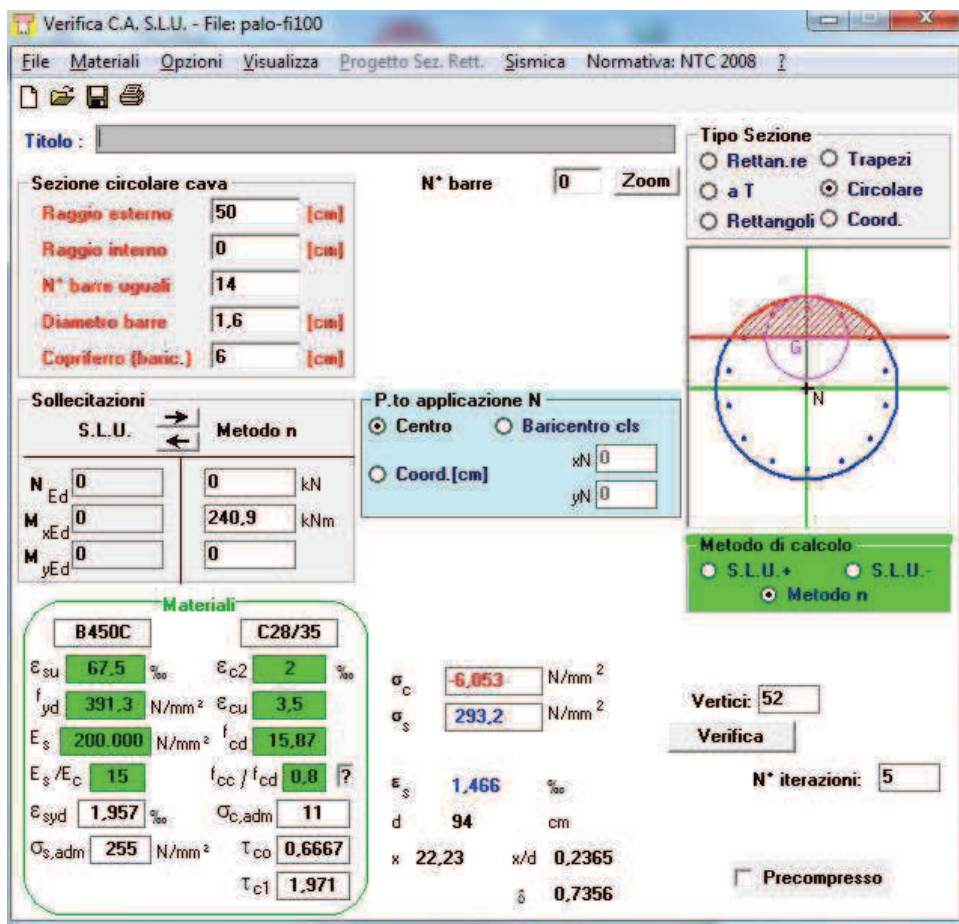 Verifica C.A. S.L.U. - File: palo-fi100
File Materiali Opzioni Visualizza Progetto Sez. Rett. Sismica Normativa: NTC 2008 ?
Titolo :
Tipo Sezione
Rettan.re Trapezi
a T Circolare
Rettangoli Coord.
N° barre 0 Zoom
Sezione circolare cava
Raggio esterno 50 [cm]
Raggio interno 0 [cm]
N° barre uguali 14
Diametro barre 1,6 [cm]
Copriferro (baric.) 6 [cm]
G
N
Sollecitazioni
S.L.U. Metodo n
N Ed 0 0 kN
M xEd 0 240,9 kNm
M yEd 0 0
P.to applicazione N
Centro Baricentro cls
Coord.[cm] xN 0
yN 0
Metodo di calcolo
S.L.U.+ S.L.U.-
Metodo n
Materiali
B450C C28/35
εsu 67,5 ‰ εc2 2 ‰
fyd 391,3 N/mm² εcu 3,5
Es 200.000 N/mm² fcd 15,87
Es/Ec 15 fcc/fcd 0,8 ?
εsyd 1,957 ‰ σc,adm 11
σs,adm 255 N/mm² τco 0,6667
τc1 1,971
σc -6,053 N/mm²
σs 293,2 N/mm²
εs 1,466 ‰
d 94 cm
x 22,23 x/d 0,2365
δ 0,7356
Vertici: 52
Verifica
N° iterazioni: 5
Precompresso